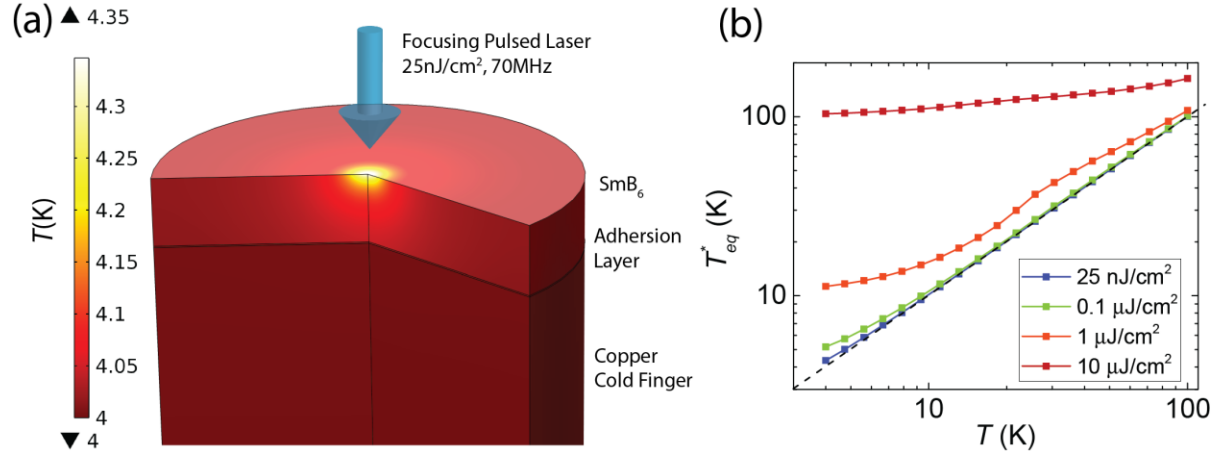 (a)
▲ 4.35
4.3
4.25
4.2
4.15
4.1
4.05
4
▼ 4
T(K)
Focusing Pulsed Laser
25nJ/cm², 70MHz
SmB₆
Adhersion
Layer
Copper
Cold Finger
(b)
100
10
T*eq (K)
10
100
T (K)
25 nJ/cm²
0.1 μJ/cm²
1 μJ/cm²
10 μJ/cm²